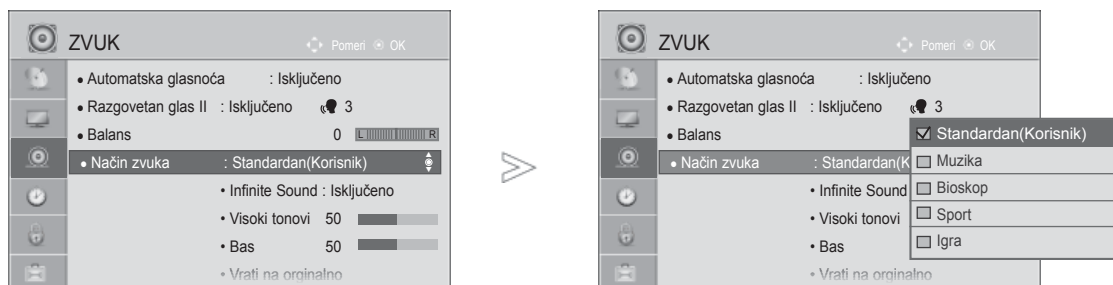 ZVUK
Pomeri OK
• Automatska glasnoća : Isključeno
• Razgovetan glas II : Isključeno 3
• Balans 0 L R
• Način zvuka : Standardan(Korisnik)
• Infinite Sound : Isključeno
• Visoki tonovi 50
• Bas 50
• Vrati na orginalno
ZVUK
Pomeri OK
• Automatska glasnoća : Isključeno
• Razgovetan glas II : Isključeno 3
• Balans
• Način zvuka : Standardan(K
• Infinite Sound
• Visoki tonovi
• Bas
• Vrati na orginalno
Standardan(Korisnik)
Muzika
Bioskop
Sport
Igra